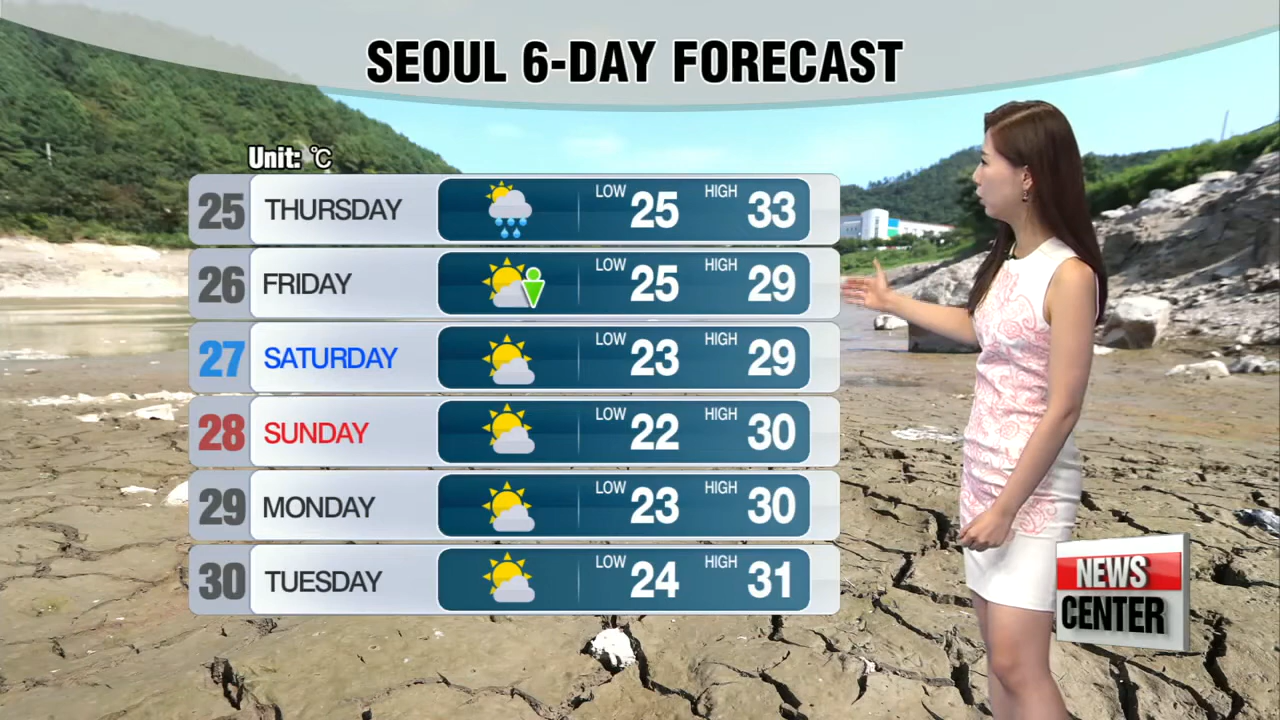 SEOUL 6-DAY FORECAST
Unit: ℃
25 THURSDAY LOW 25 HIGH 33
26 FRIDAY LOW 25 HIGH 29
27 SATURDAY LOW 23 HIGH 29
28 SUNDAY LOW 22 HIGH 30
29 MONDAY LOW 23 HIGH 30
30 TUESDAY LOW 24 HIGH 31
NEWS
CENTER